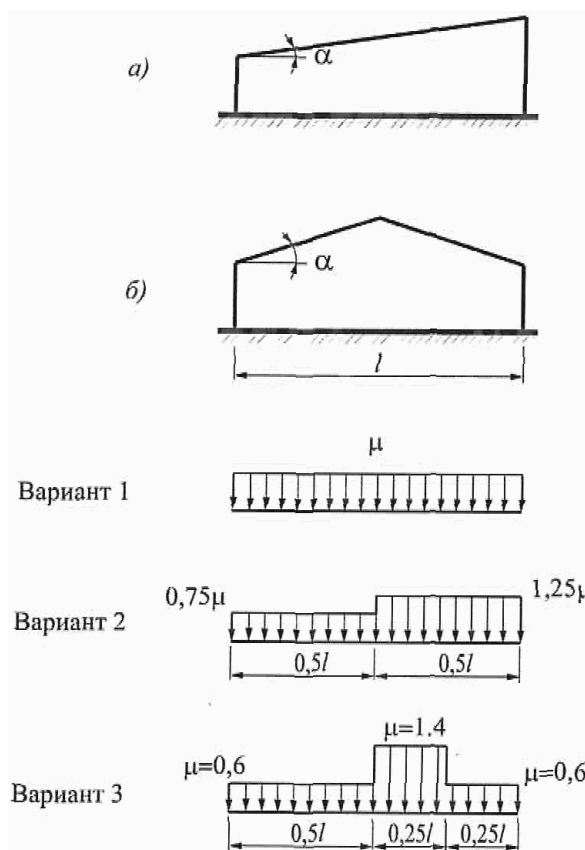 а)
α
б)
α
l
μ
Вариант 1
0,75μ
1,25μ
Вариант 2
0,5l
0,5l
μ=1.4
μ=0,6
μ=0,6
Вариант 3
0,5l
0,25l
0,25l